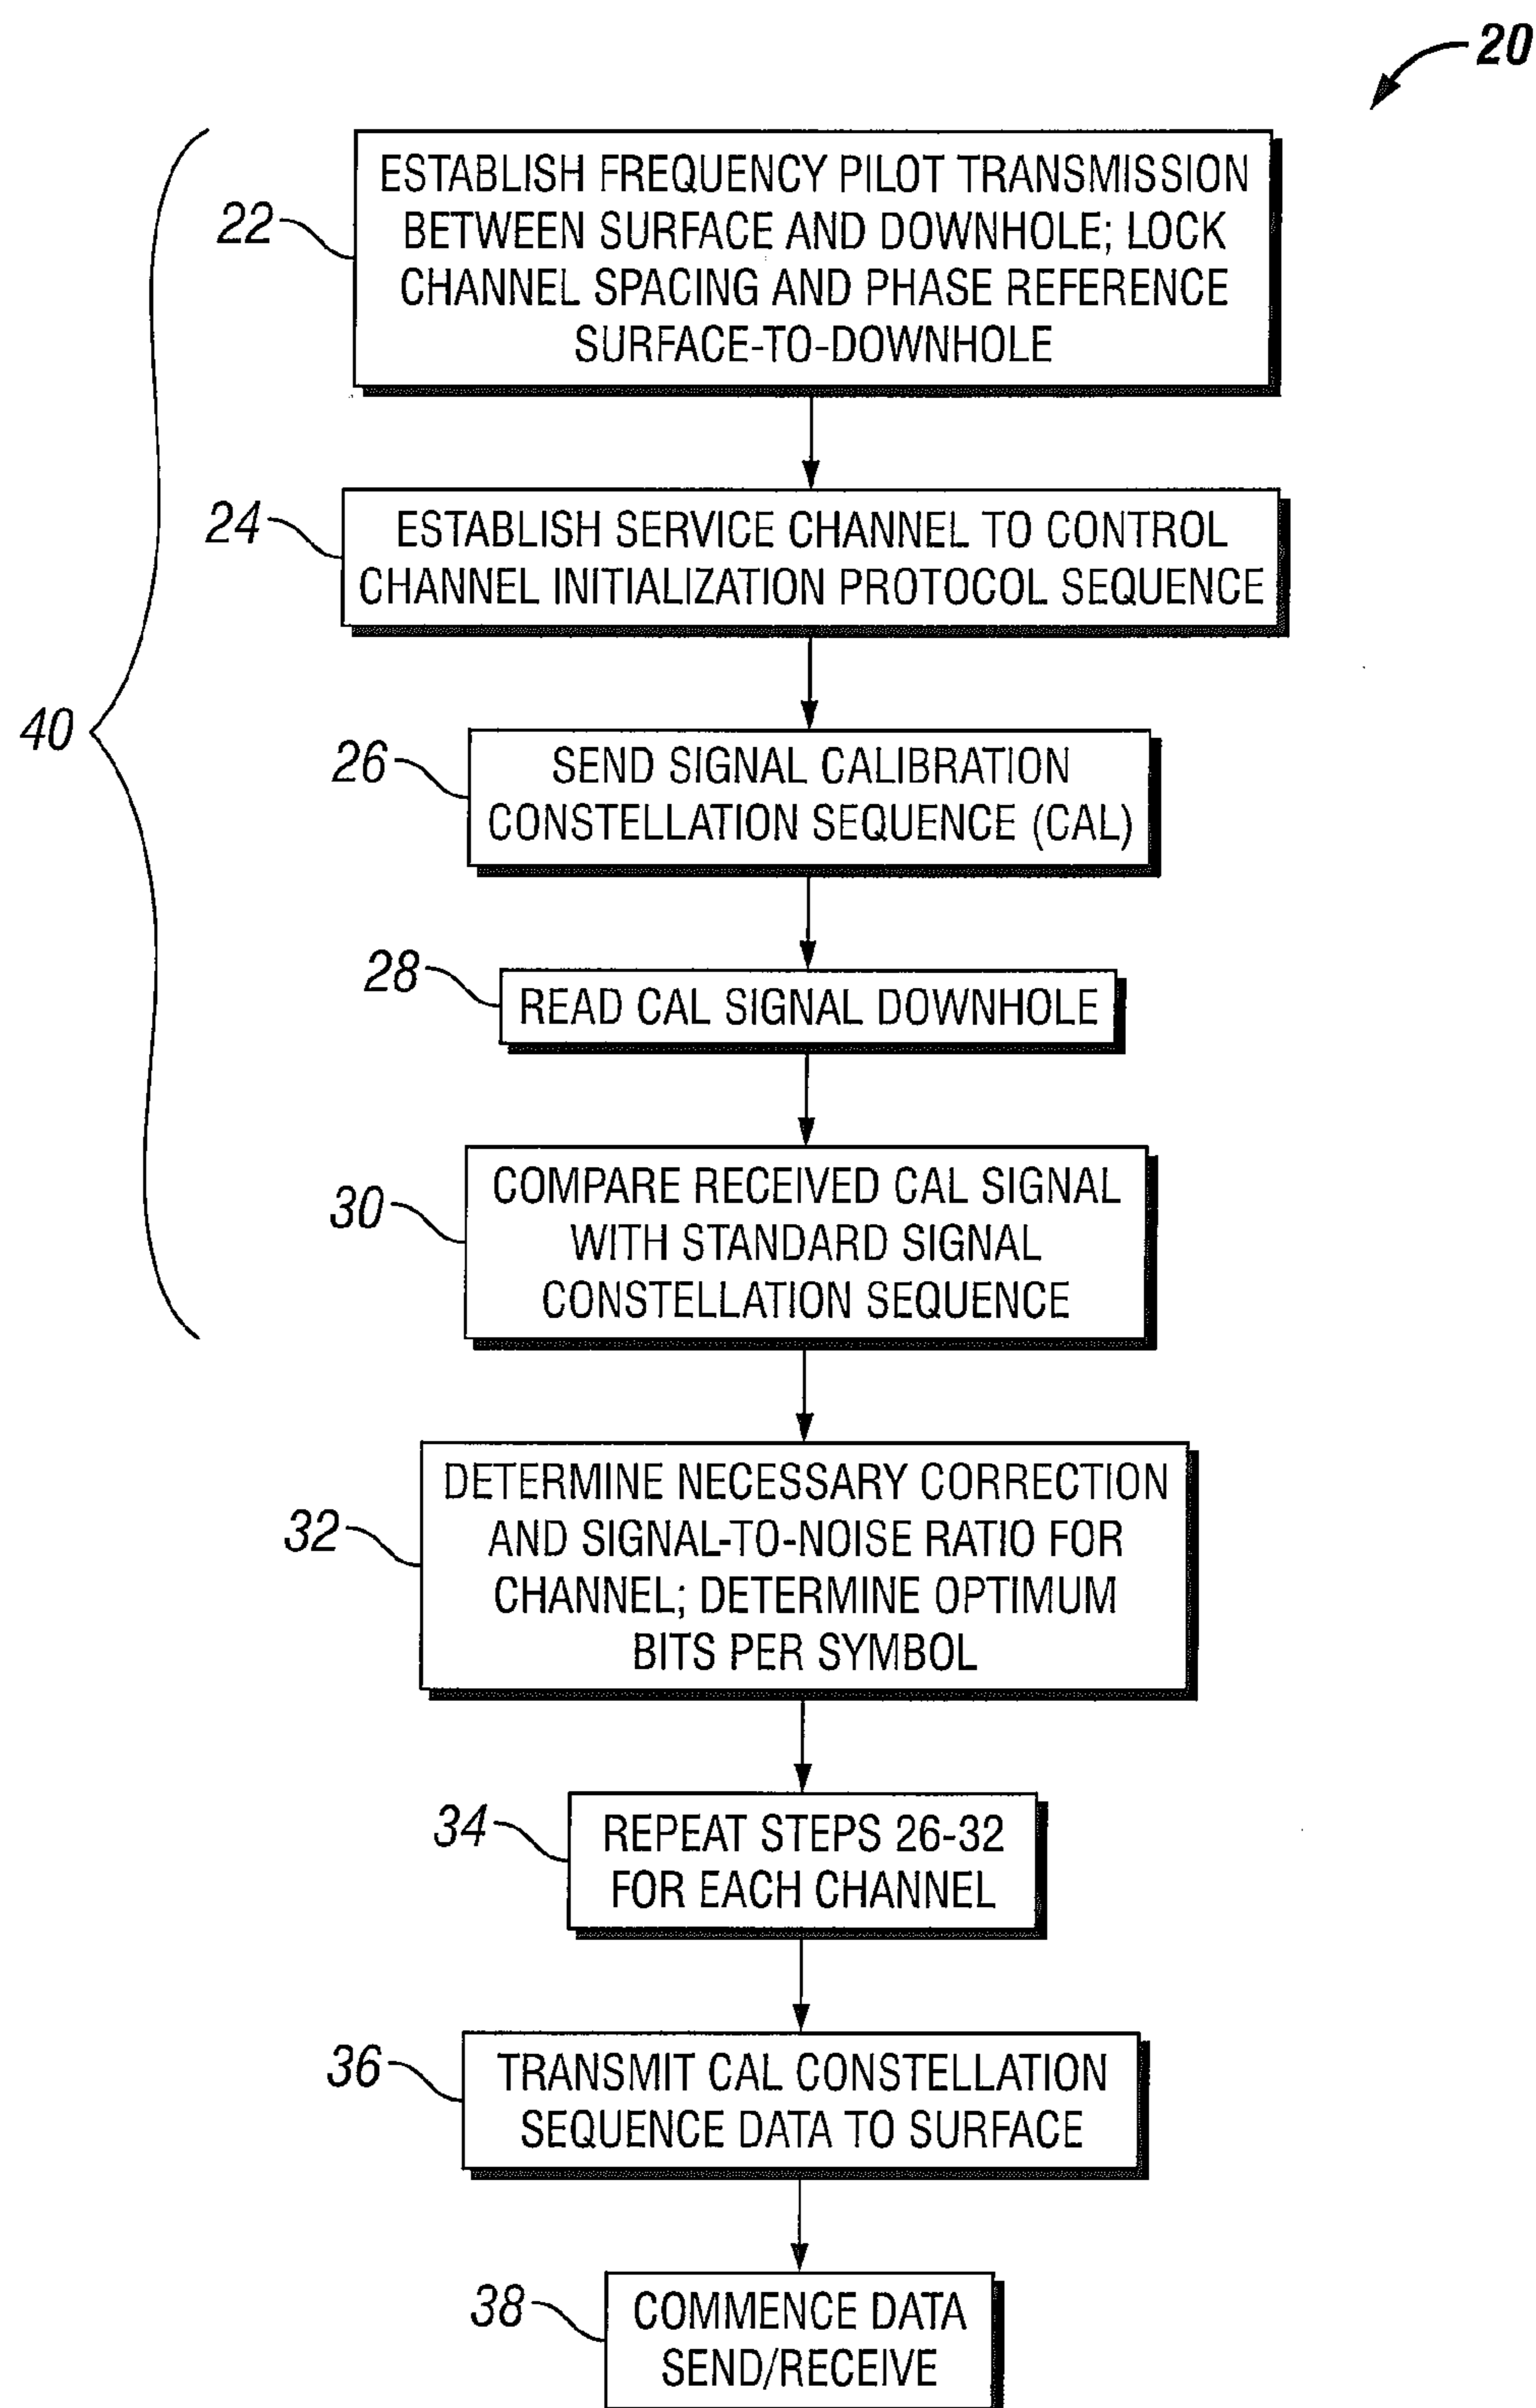 20
22
ESTABLISH FREQUENCY PILOT TRANSMISSION
BETWEEN SURFACE AND DOWNHOLE; LOCK
CHANNEL SPACING AND PHASE REFERENCE
SURFACE-TO-DOWNHOLE
24
ESTABLISH SERVICE CHANNEL TO CONTROL
CHANNEL INITIALIZATION PROTOCOL SEQUENCE
40
26
SEND SIGNAL CALIBRATION
CONSTELLATION SEQUENCE (CAL)
28
READ CAL SIGNAL DOWNHOLE
30
COMPARE RECEIVED CAL SIGNAL
WITH STANDARD SIGNAL
CONSTELLATION SEQUENCE
32
DETERMINE NECESSARY CORRECTION
AND SIGNAL-TO-NOISE RATIO FOR
CHANNEL; DETERMINE OPTIMUM
BITS PER SYMBOL
34
REPEAT STEPS 26-32
FOR EACH CHANNEL
36
TRANSMIT CAL CONSTELLATION
SEQUENCE DATA TO SURFACE
38
COMMENCE DATA
SEND/RECEIVE